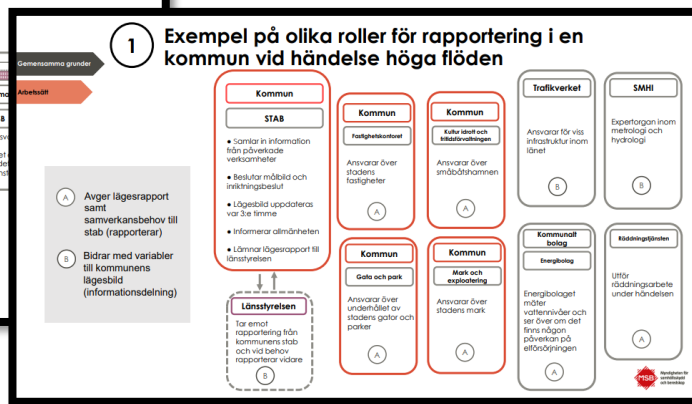 1
Exempel på olika roller för rapportering i en
kommun vid händelse höga flöden
Gemensamma grunder
Arbetssätt
A
Avger lägesrapport
samt
samverkansbehov till
stab (rapporterar)
B
Bidrar med variabler
till kommunens
lägesbild
(informationsdelning)
Kommun
STAB
• Samlar in information
från påverkade
verksamheter
• Beslutar målbild och
inriktningsbeslut
• Lägesbild uppdateras
var 3:e timme
• Informerar allmänheten
• Lämnar lägesrapport till
länsstyrelsen
Länsstyrelsen
Tar emot
rapportering från
kommunens stab
och vid behov
rapporterar vidare
B
Kommun
Fastighetskontoret
Ansvarar över
stadens
fastigheter
A
Kommun
Kultur idrott och
fritidsförvaltningen
Ansvarar över
småbåtshamnen
A
Kommun
Gata och park
Ansvarar över
underhållet av
stadens gator och
parker
A
Kommun
Mark och
exploatering
Ansvarar över
stadens mark
A
Trafikverket
Ansvarar för viss
infrastruktur inom
länet
B
SMHI
Expertorgan inom
metrologi och
hydrologi
B
Kommunalt
bolag
Energibolag
Energibolaget
mäter
vattennivåer och
ser över om det
finns någon
påverkan på
elförsörjningen
A
Räddningstjänsten
Utför
räddningsarbete
under händelsen
A
MSB
Myndigheten för
samhällsskydd
och beredskap